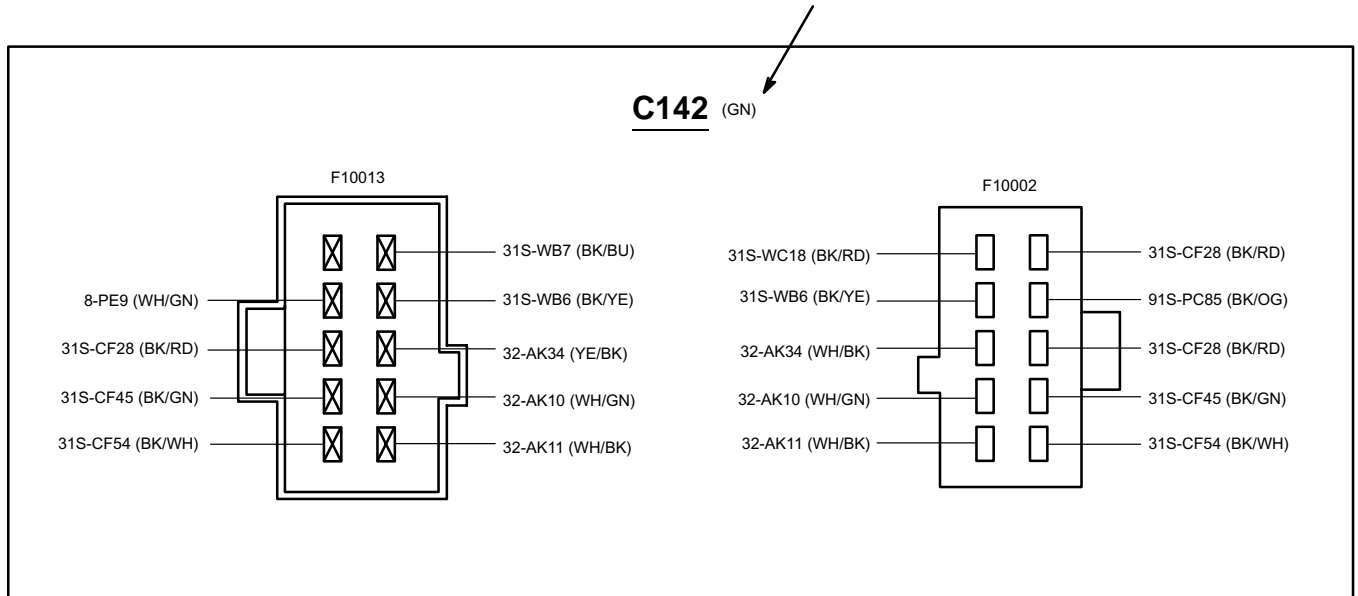 C142 (GN)
F10013
31S-WB7 (BK/BU)
8-PE9 (WH/GN)
31S-WB6 (BK/YE)
31S-CF28 (BK/RD)
32-AK34 (YE/BK)
31S-CF45 (BK/GN)
32-AK10 (WH/GN)
31S-CF54 (BK/WH)
32-AK11 (WH/BK)
F10002
31S-WC18 (BK/RD)
31S-CF28 (BK/RD)
31S-WB6 (BK/YE)
91S-PC85 (BK/OG)
32-AK34 (WH/BK)
31S-CF28 (BK/RD)
32-AK10 (WH/GN)
31S-CF45 (BK/GN)
32-AK11 (WH/BK)
31S-CF54 (BK/WH)